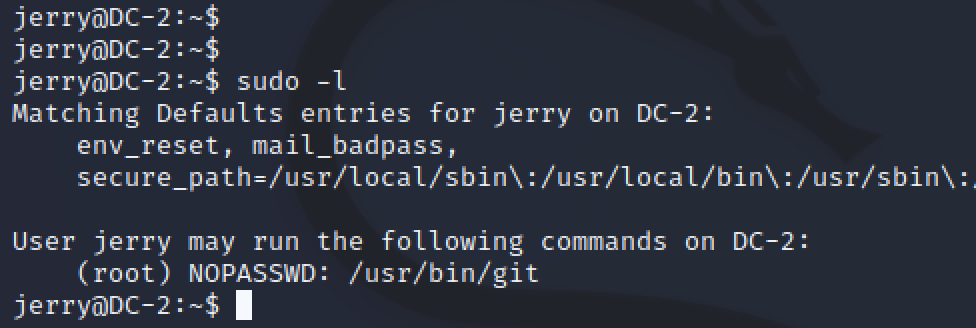 jerry@DC-2:~$
jerry@DC-2:~$
jerry@DC-2:~$ sudo -l
Matching Defaults entries for jerry on DC-2:
    env_reset, mail_badpass,
    secure_path=/usr/local/sbin\:/usr/local/bin\:/usr/sbin\:/

User jerry may run the following commands on DC-2:
    (root) NOPASSWD: /usr/bin/git
jerry@DC-2:~$